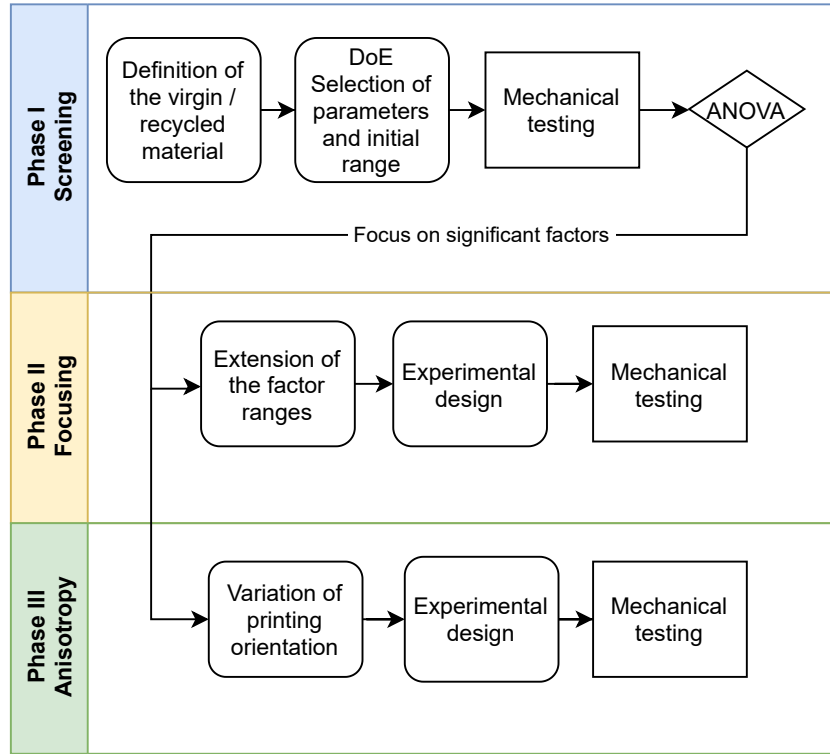 Phase I
Screening
Definition of
the virgin /
recycled
material
DoE
Selection of
parameters
and initial
range
Mechanical
testing
ANOVA
Focus on significant factors
Phase II
Focusing
Extension of
the factor
ranges
Experimental
design
Mechanical
testing
Phase III
Anisotropy
Variation of
printing
orientation
Experimental
design
Mechanical
testing